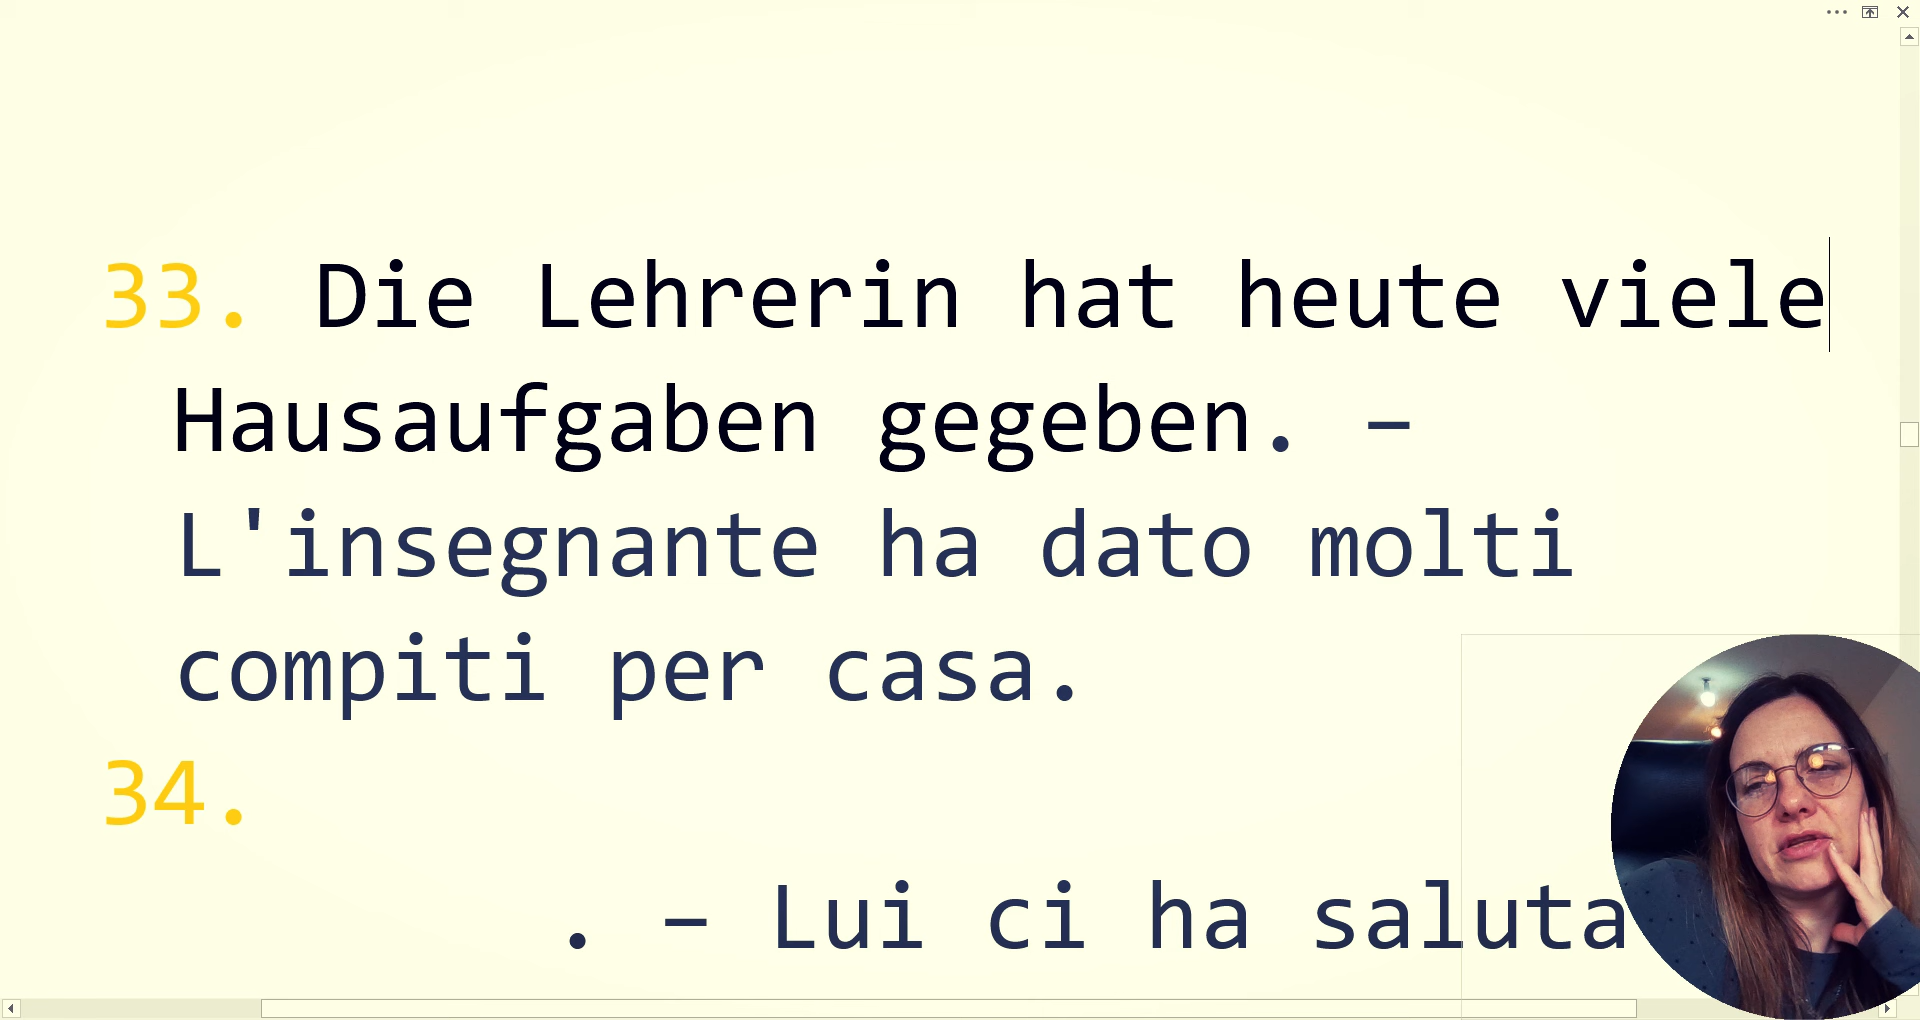 33. Die Lehrerin hat heute viele
Hausaufgaben gegeben. –
L'insegnante ha dato molti
compiti per casa.
34.
. – Lui ci ha saluta